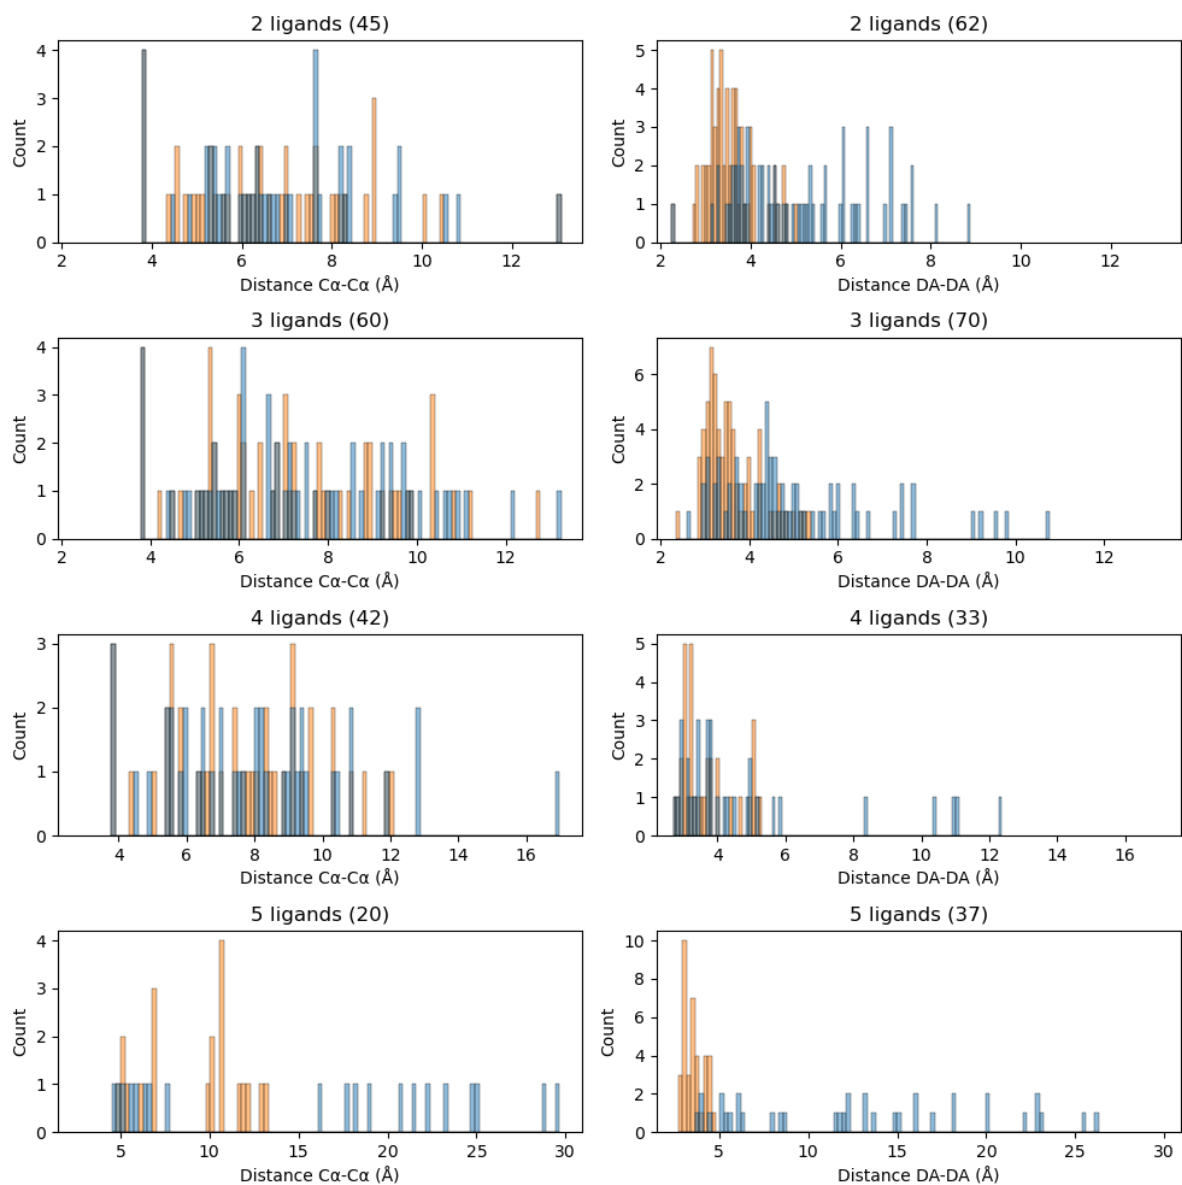 2 ligands (45)
4
3
2
1
0
Count
2 4 6 8 10 12
Distance Cα-Cα (Å)
2 ligands (62)
5
4
3
2
1
0
Count
2 4 6 8 10 12
Distance DA-DA (Å)
3 ligands (60)
4
3
2
1
0
Count
2 4 6 8 10 12
Distance Cα-Cα (Å)
3 ligands (70)
6
4
2
0
Count
2 4 6 8 10 12
Distance DA-DA (Å)
4 ligands (42)
3
2
1
0
Count
4 6 8 10 12 14 16
Distance Cα-Cα (Å)
4 ligands (33)
5
4
3
2
1
0
Count
4 6 8 10 12 14 16
Distance DA-DA (Å)
5 ligands (20)
4
3
2
1
0
Count
5 10 15 20 25 30
Distance Cα-Cα (Å)
5 ligands (37)
10
8
6
4
2
0
Count
5 10 15 20 25 30
Distance DA-DA (Å)